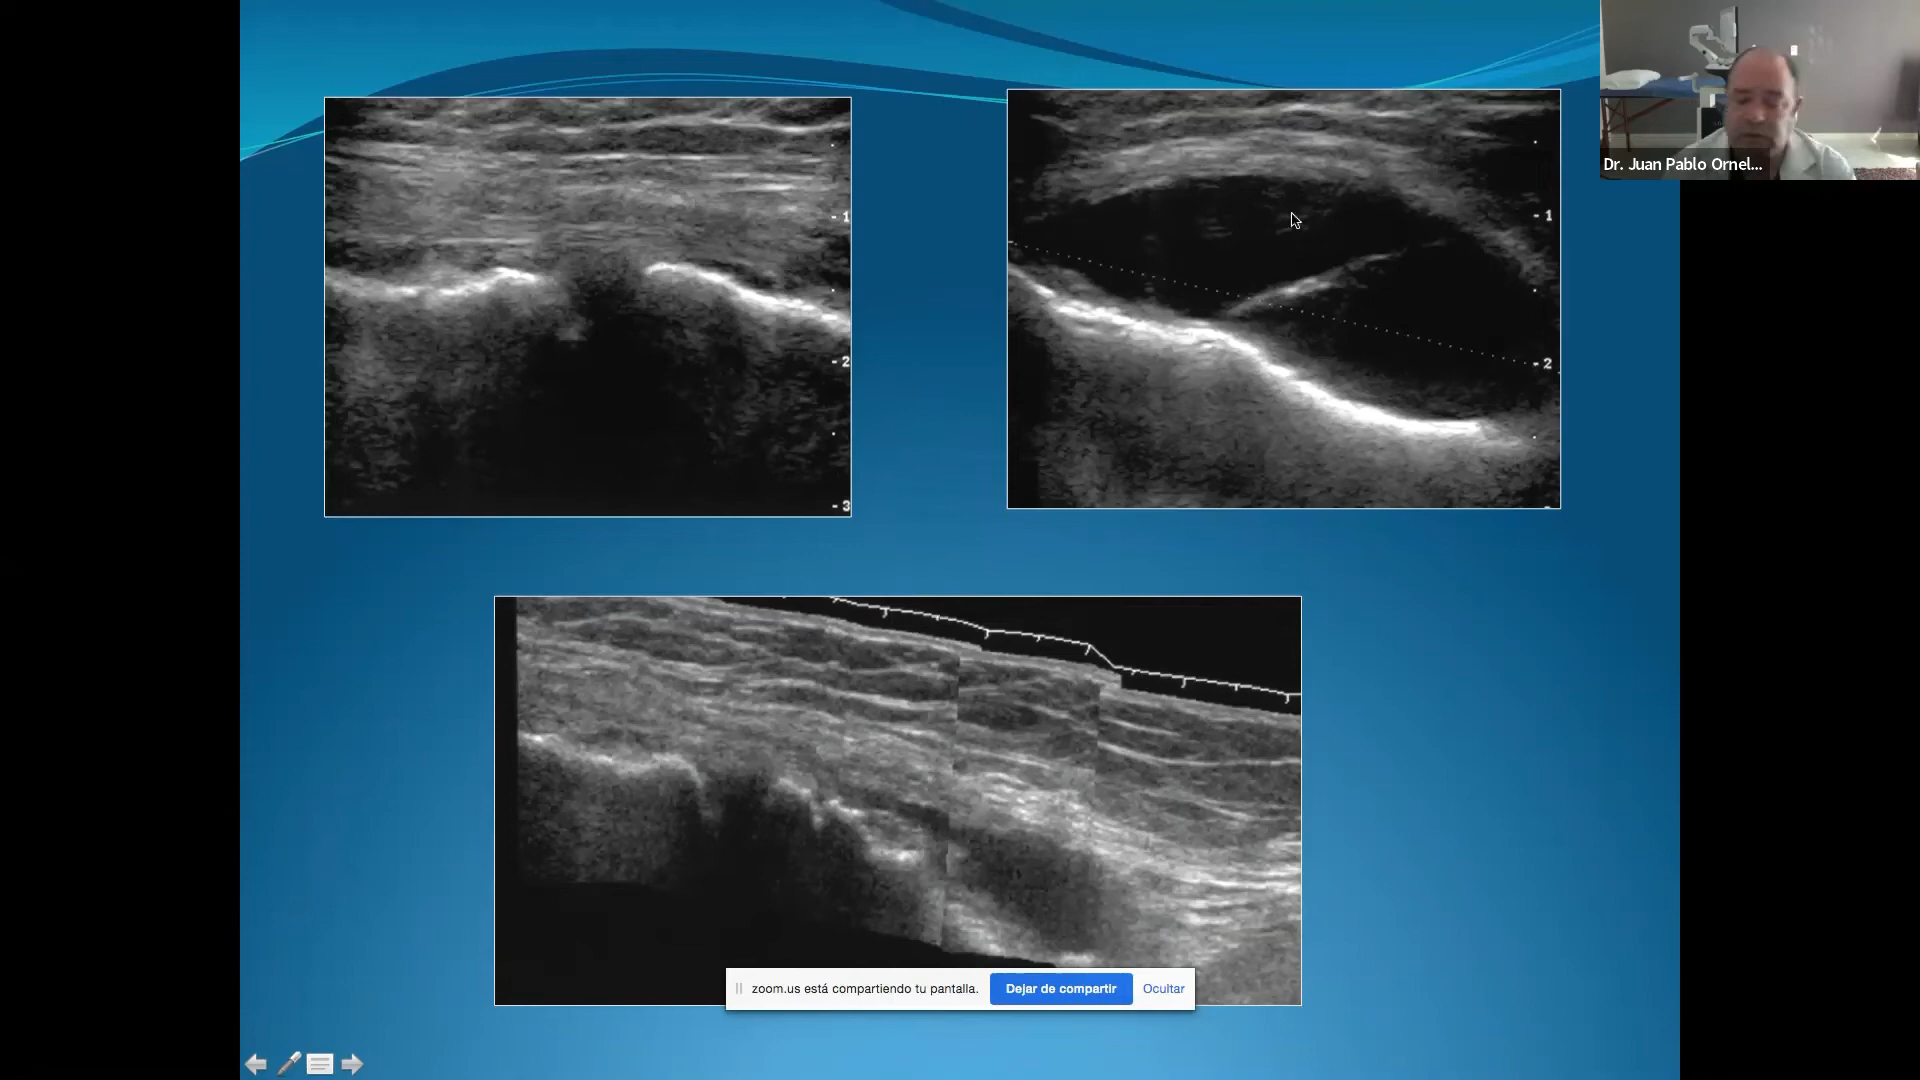 Dr. Juan Pablo Ornel...
- 1
- 2
- 3
- 1
- 2
zoom.us está compartiendo tu pantalla.
Dejar de compartir
Ocultar